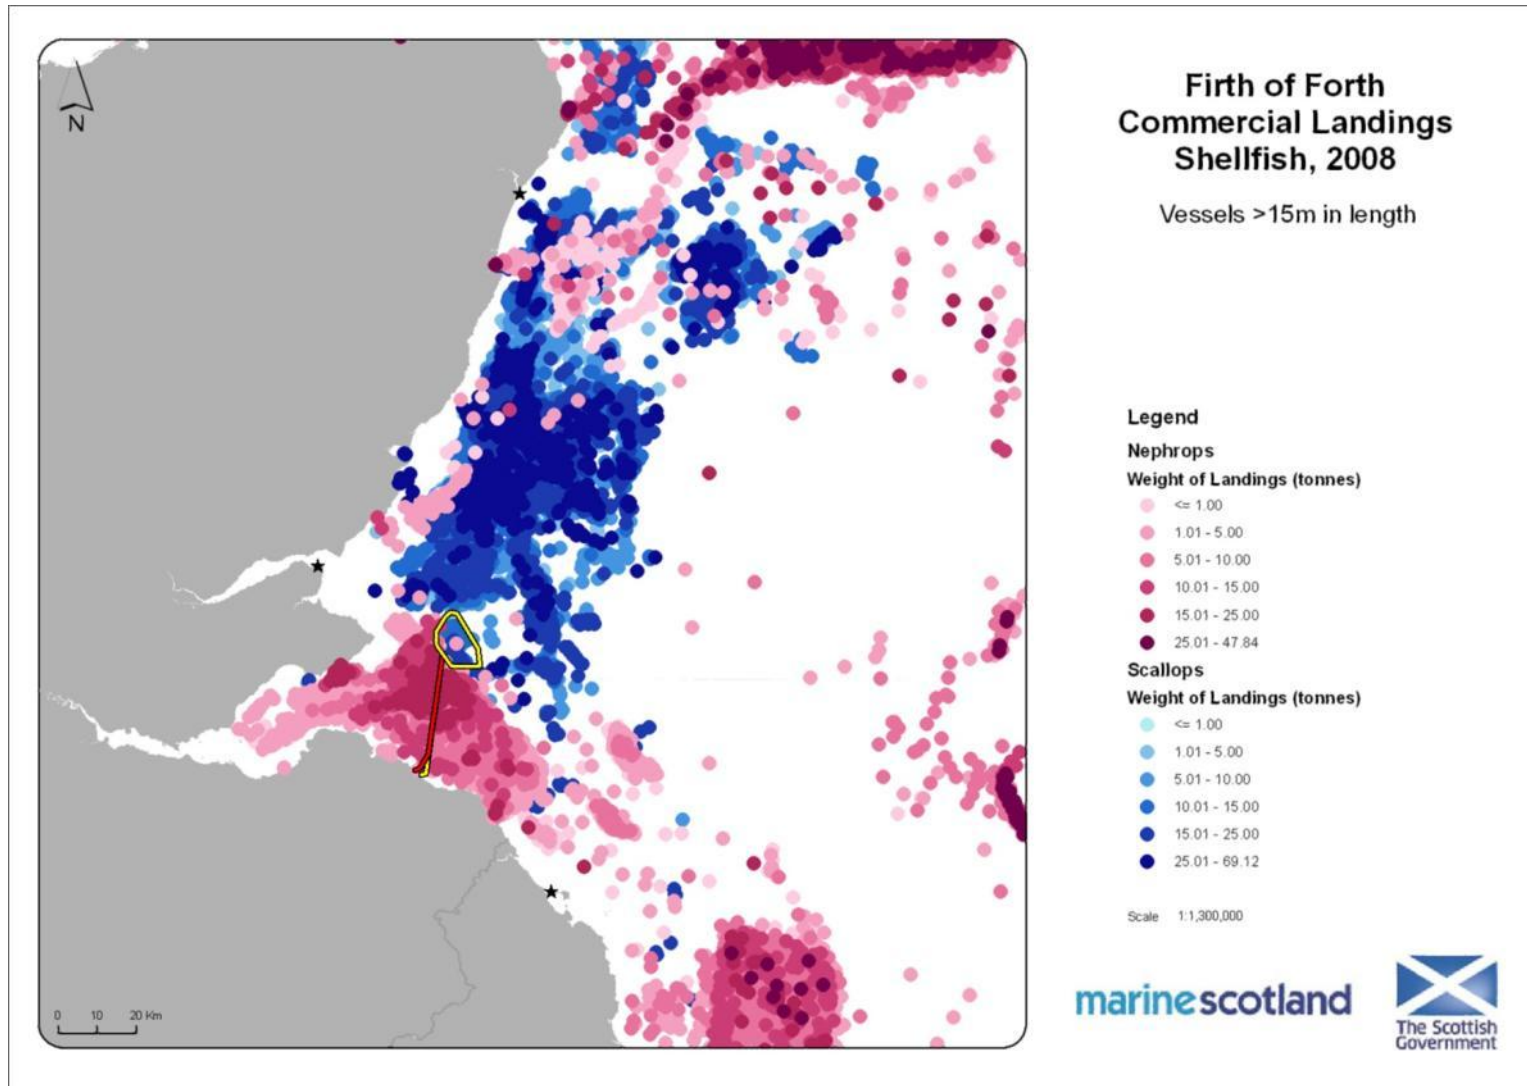 Firth of Forth
Commercial Landings
Shellfish, 2008
Vessels >15m in length
N
Legend
Nephrops
Weight of Landings (tonnes)
<= 1.00
1.01 - 5.00
5.01 - 10.00
10.01 - 15.00
15.01 - 25.00
25.01 - 47.84
Scallops
Weight of Landings (tonnes)
<= 1.00
1.01 - 5.00
5.01 - 10.00
10.01 - 15.00
15.01 - 25.00
25.01 - 69.12
Scale 1:1,300,000
0 10 20 Km
marinescotland
The Scottish
Government